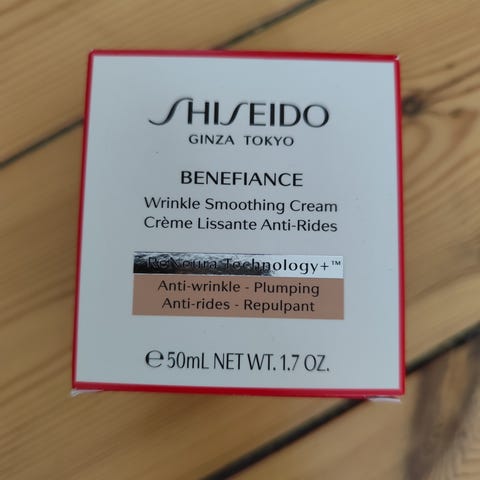 SHISEIDO
GINZA TOKYO
BENEFIANCE
Wrinkle Smoothing Cream
Crème Lissante Anti-Rides
ReNeura Technology+™
Anti-wrinkle - Plumping
Anti-rides - Repulpant
℮50mL NET WT. 1.7 OZ.